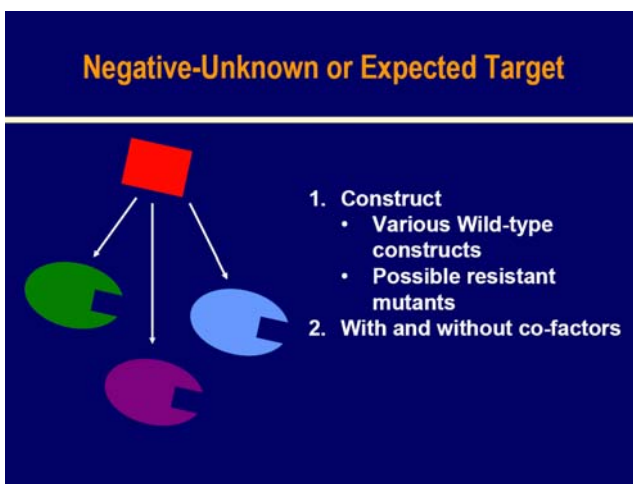 Negative-Unknown or Expected Target
1. Construct
• Various Wild-type
constructs
• Possible resistant
mutants
2. With and without co-factors